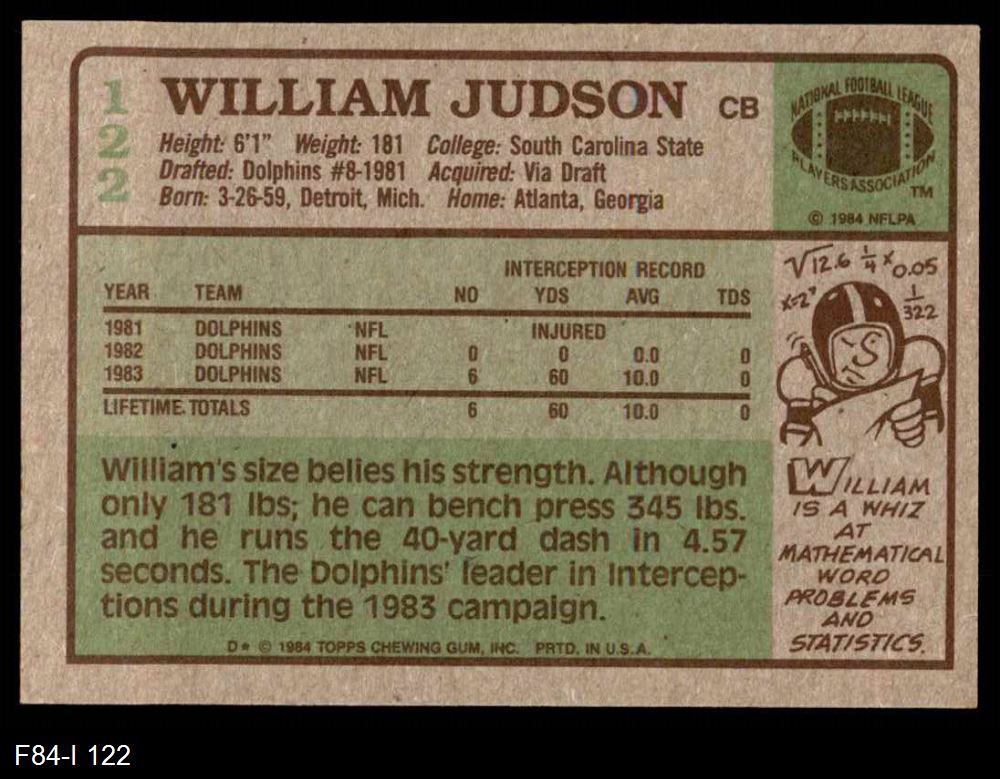 122
WILLIAM JUDSON CB
Height: 6'1" Weight: 181 College: South Carolina State
Drafted: Dolphins #8-1981 Acquired: Via Draft
Born: 3-26-59, Detroit, Mich. Home: Atlanta, Georgia
NATIONAL FOOTBALL LEAGUE
PLAYERS ASSOCIATION
TM
© 1984 NFLPA
INTERCEPTION RECORD
YEAR TEAM NO YDS AVG TDS
1981 DOLPHINS NFL INJURED
1982 DOLPHINS NFL 0 0 0.0 0
1983 DOLPHINS NFL 6 60 10.0 0
LIFETIME TOTALS 6 60 10.0 0
William's size belies his strength. Although
only 181 lbs; he can bench press 345 lbs.
and he runs the 40-yard dash in 4.57
seconds. The Dolphins' leader in Intercep-
tions during the 1983 campaign.
D* © 1984 TOPPS CHEWING GUM, INC. PRTD. IN U.S.A.
√12.6 1/4 x 0.05
x=2"
1/322
WILLIAM
IS A WHIZ
AT
MATHEMATICAL
WORD
PROBLEMS
AND
STATISTICS.
F84-I 122